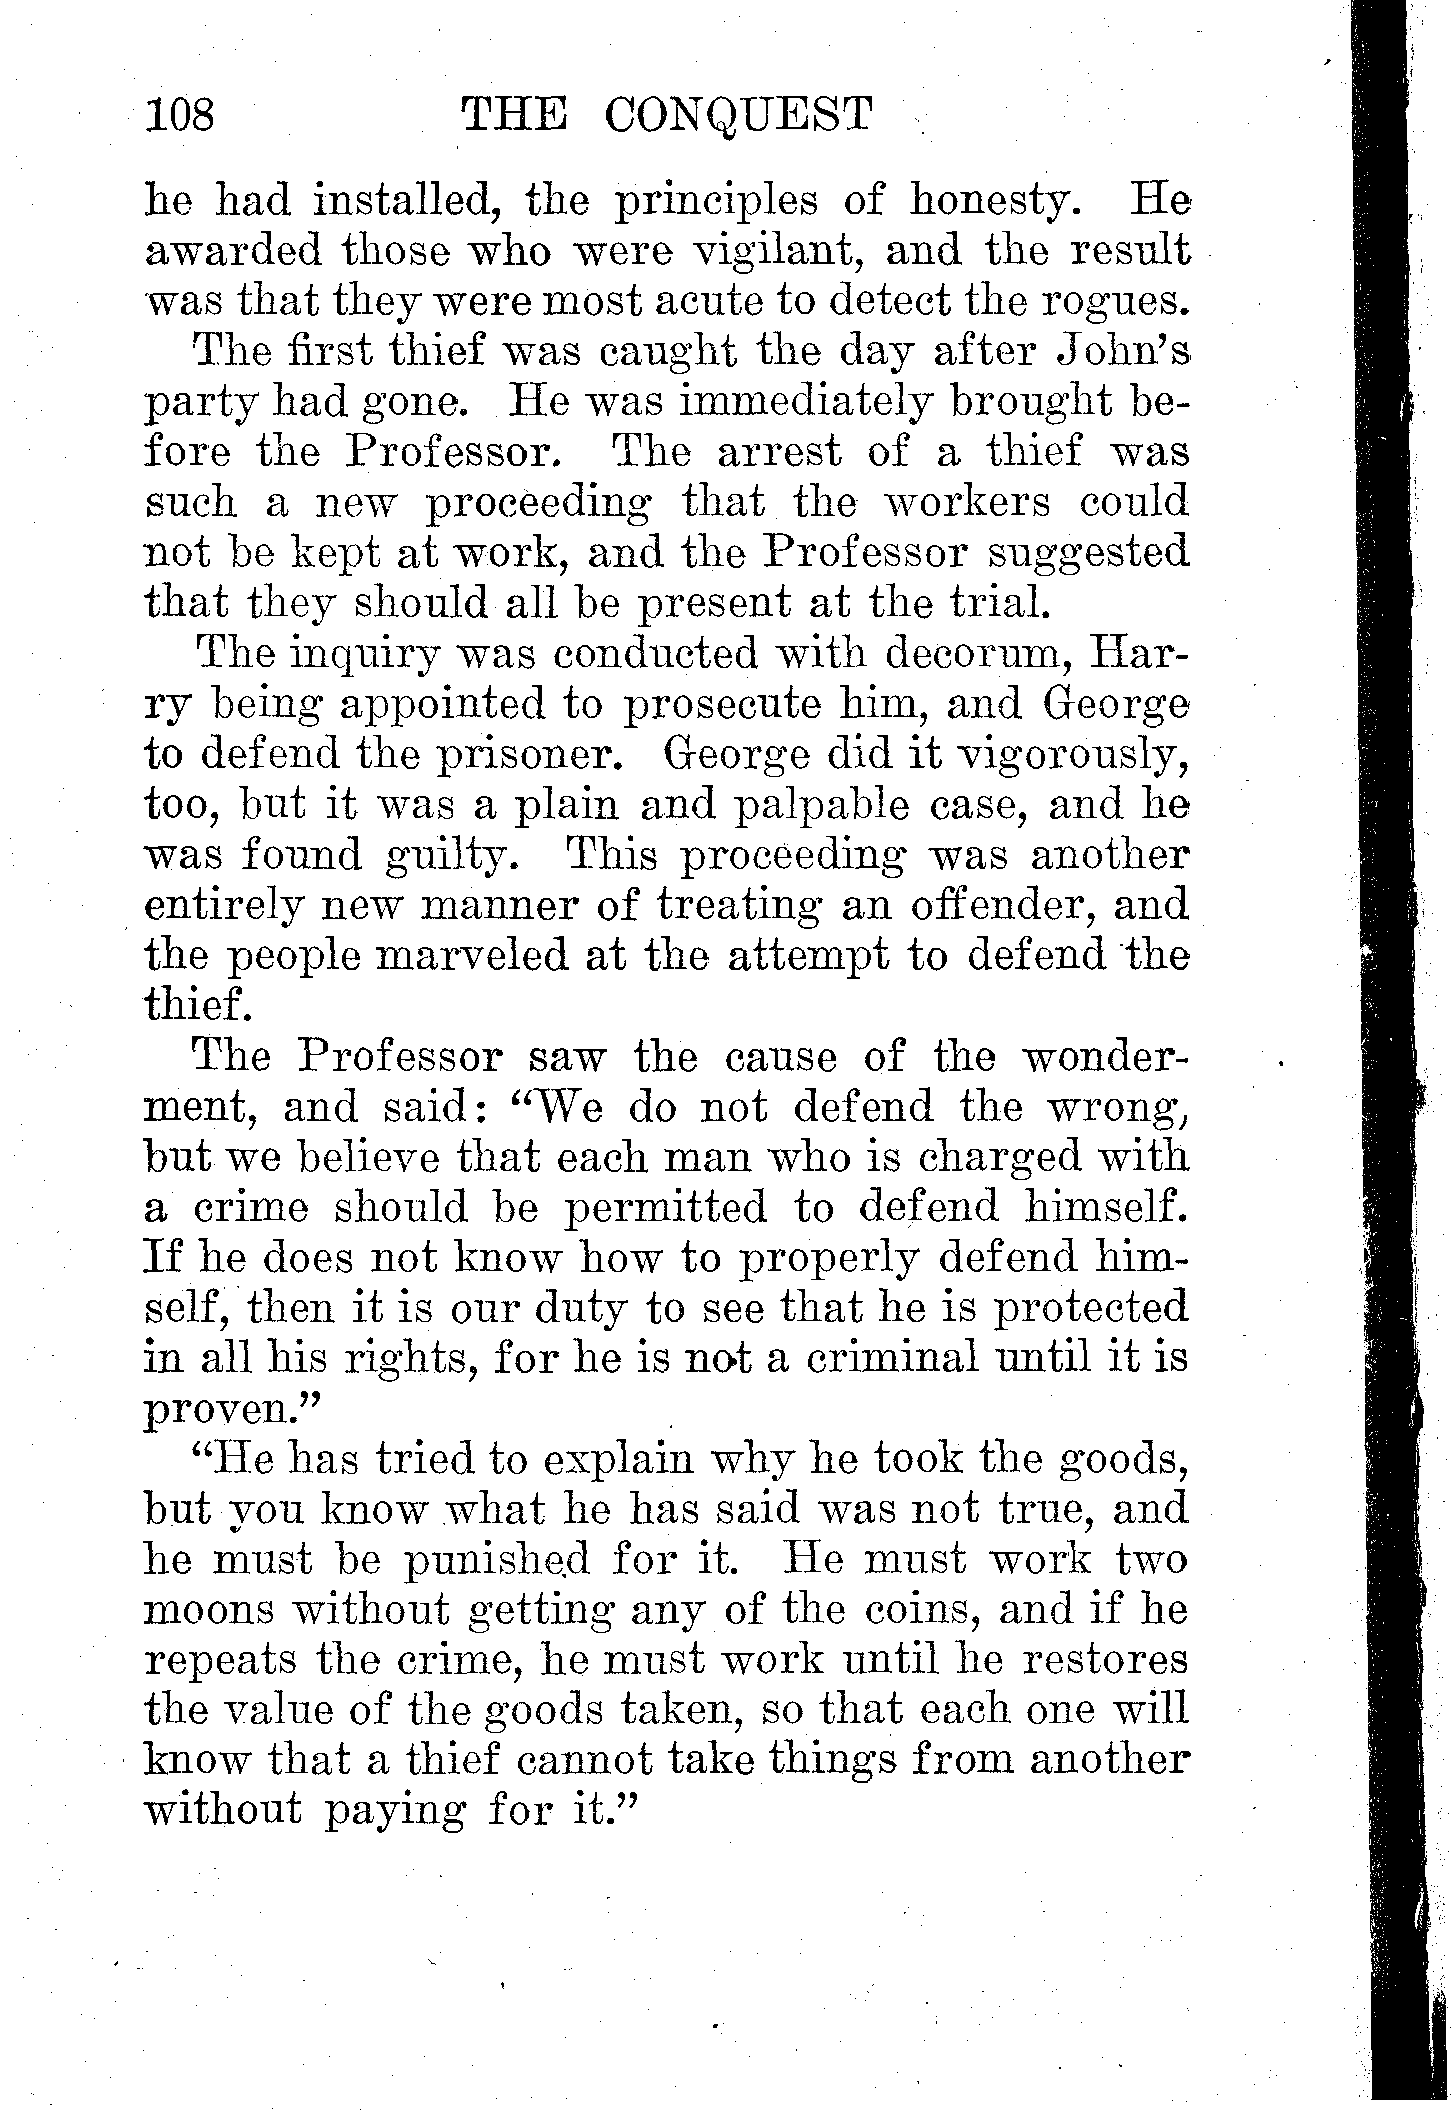 108 THE CONQUEST
he had installed, the principles of honesty. He
awarded those who were vigilant, and the result
was that they were most acute to detect the rogues.
The first thief was caught the day after John's
party had gone. He was immediately brought be-
fore the Professor. The arrest of a thief was
such a new proceeding that the workers could
not be kept at work, and the Professor suggested
that they should all be present at the trial.
The inquiry was conducted with decorum, Har-
ry being appointed to prosecute him, and George
to defend the prisoner. George did it vigorously,
too, but it was a plain and palpable case, and he
was found guilty. This proceeding was another
entirely new manner of treating an offender, and
the people marveled at the attempt to defend the
thief.
The Professor saw the cause of the wonder-
ment, and said: “We do not defend the wrong,
but we believe that each man who is charged with
a crime should be permitted to defend himself.
If he does not know how to properly defend him-
self, then it is our duty to see that he is protected
in all his rights, for he is not a criminal until it is
proven.”
“He has tried to explain why he took the goods,
but you know what he has said was not true, and
he must be punished for it. He must work two
moons without getting any of the coins, and if he
repeats the crime, he must work until he restores
the value of the goods taken, so that each one will
know that a thief cannot take things from another
without paying for it.”